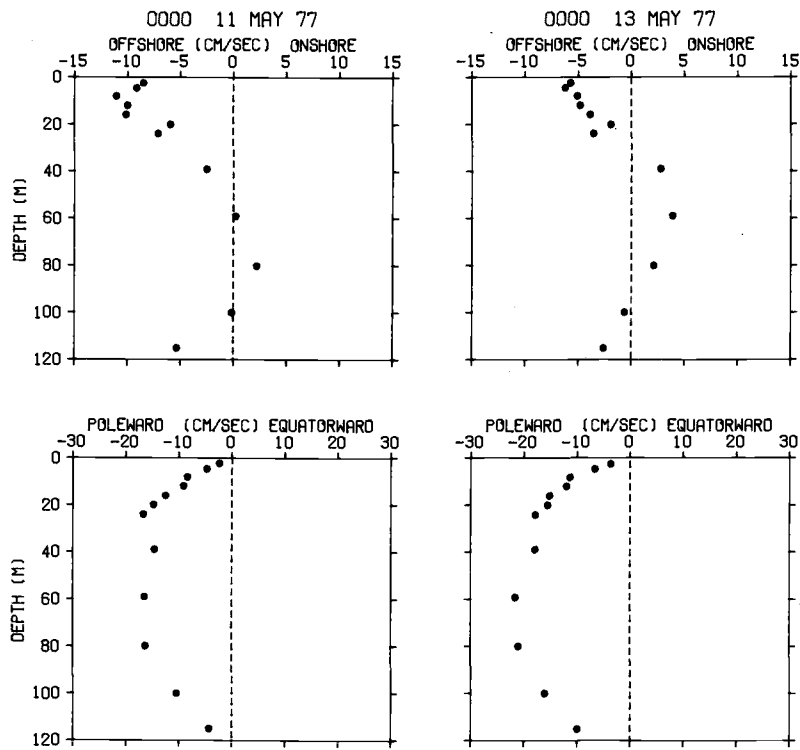 0000 11 MAY 77
OFFSHORE (CM/SEC) ONSHORE
-15 -10 -5 0 5 10 15
0
20
40
60
80
100
120
DEPTH (M)
0000 13 MAY 77
OFFSHORE (CM/SEC) ONSHORE
-15 -10 -5 0 5 10 15
POLEWARD (CM/SEC) EQUATORWARD
-30 -20 -10 0 10 20 30
0
20
40
60
80
100
120
DEPTH (M)
POLEWARD (CM/SEC) EQUATORWARD
-30 -20 -10 0 10 20 30